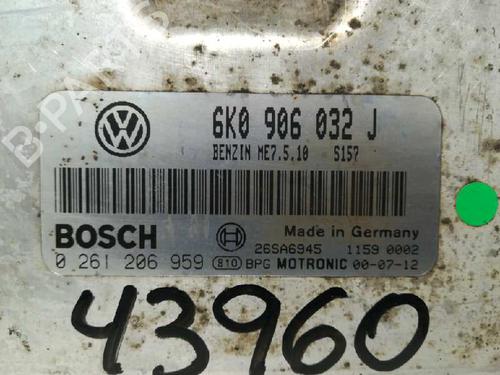 6K0 906 032 J
BENZIN ME7.5.10 S157
BOSCH
Made in Germany
26SA6945 1159 0002
0 261 206 959 810 BPG MOTRONIC 00-07-12
43960
B-PARTS